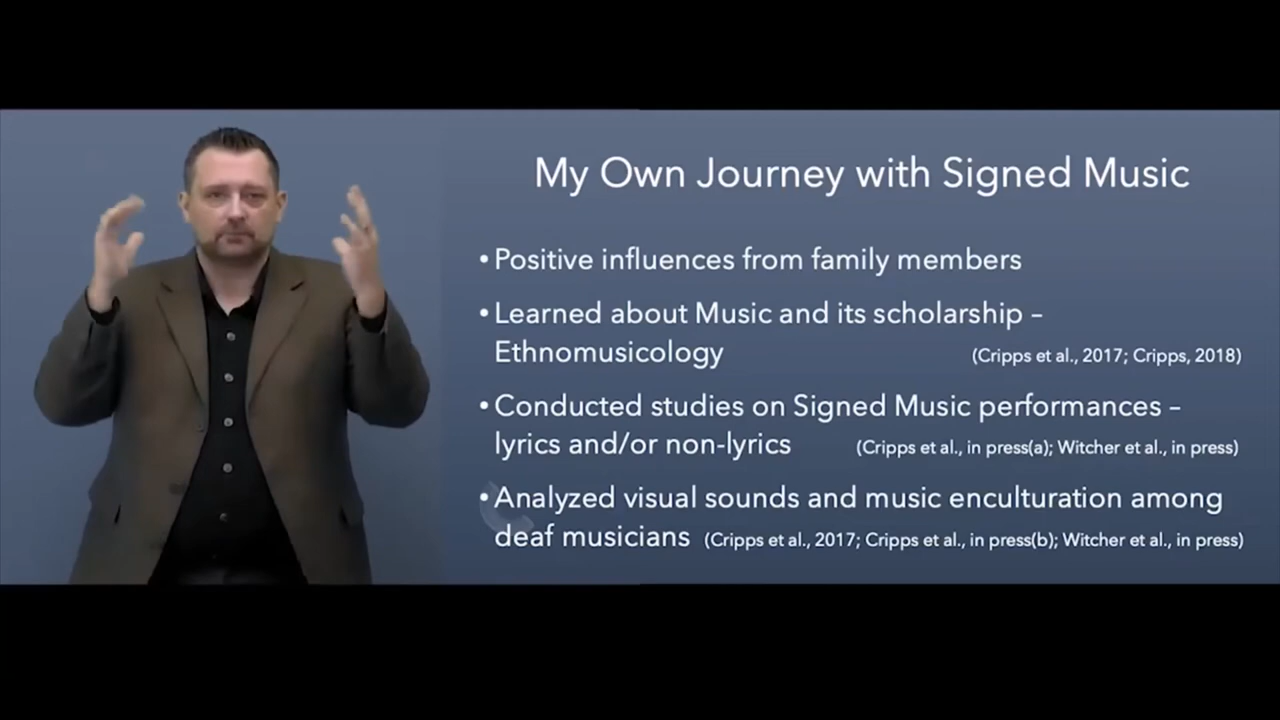 My Own Journey with Signed Music
• Positive influences from family members
• Learned about Music and its scholarship –
Ethnomusicology (Cripps et al., 2017; Cripps, 2018)
• Conducted studies on Signed Music performances –
lyrics and/or non-lyrics (Cripps et al., in press(a); Witcher et al., in press)
• Analyzed visual sounds and music enculturation among
deaf musicians (Cripps et al., 2017; Cripps et al., in press(b); Witcher et al., in press)